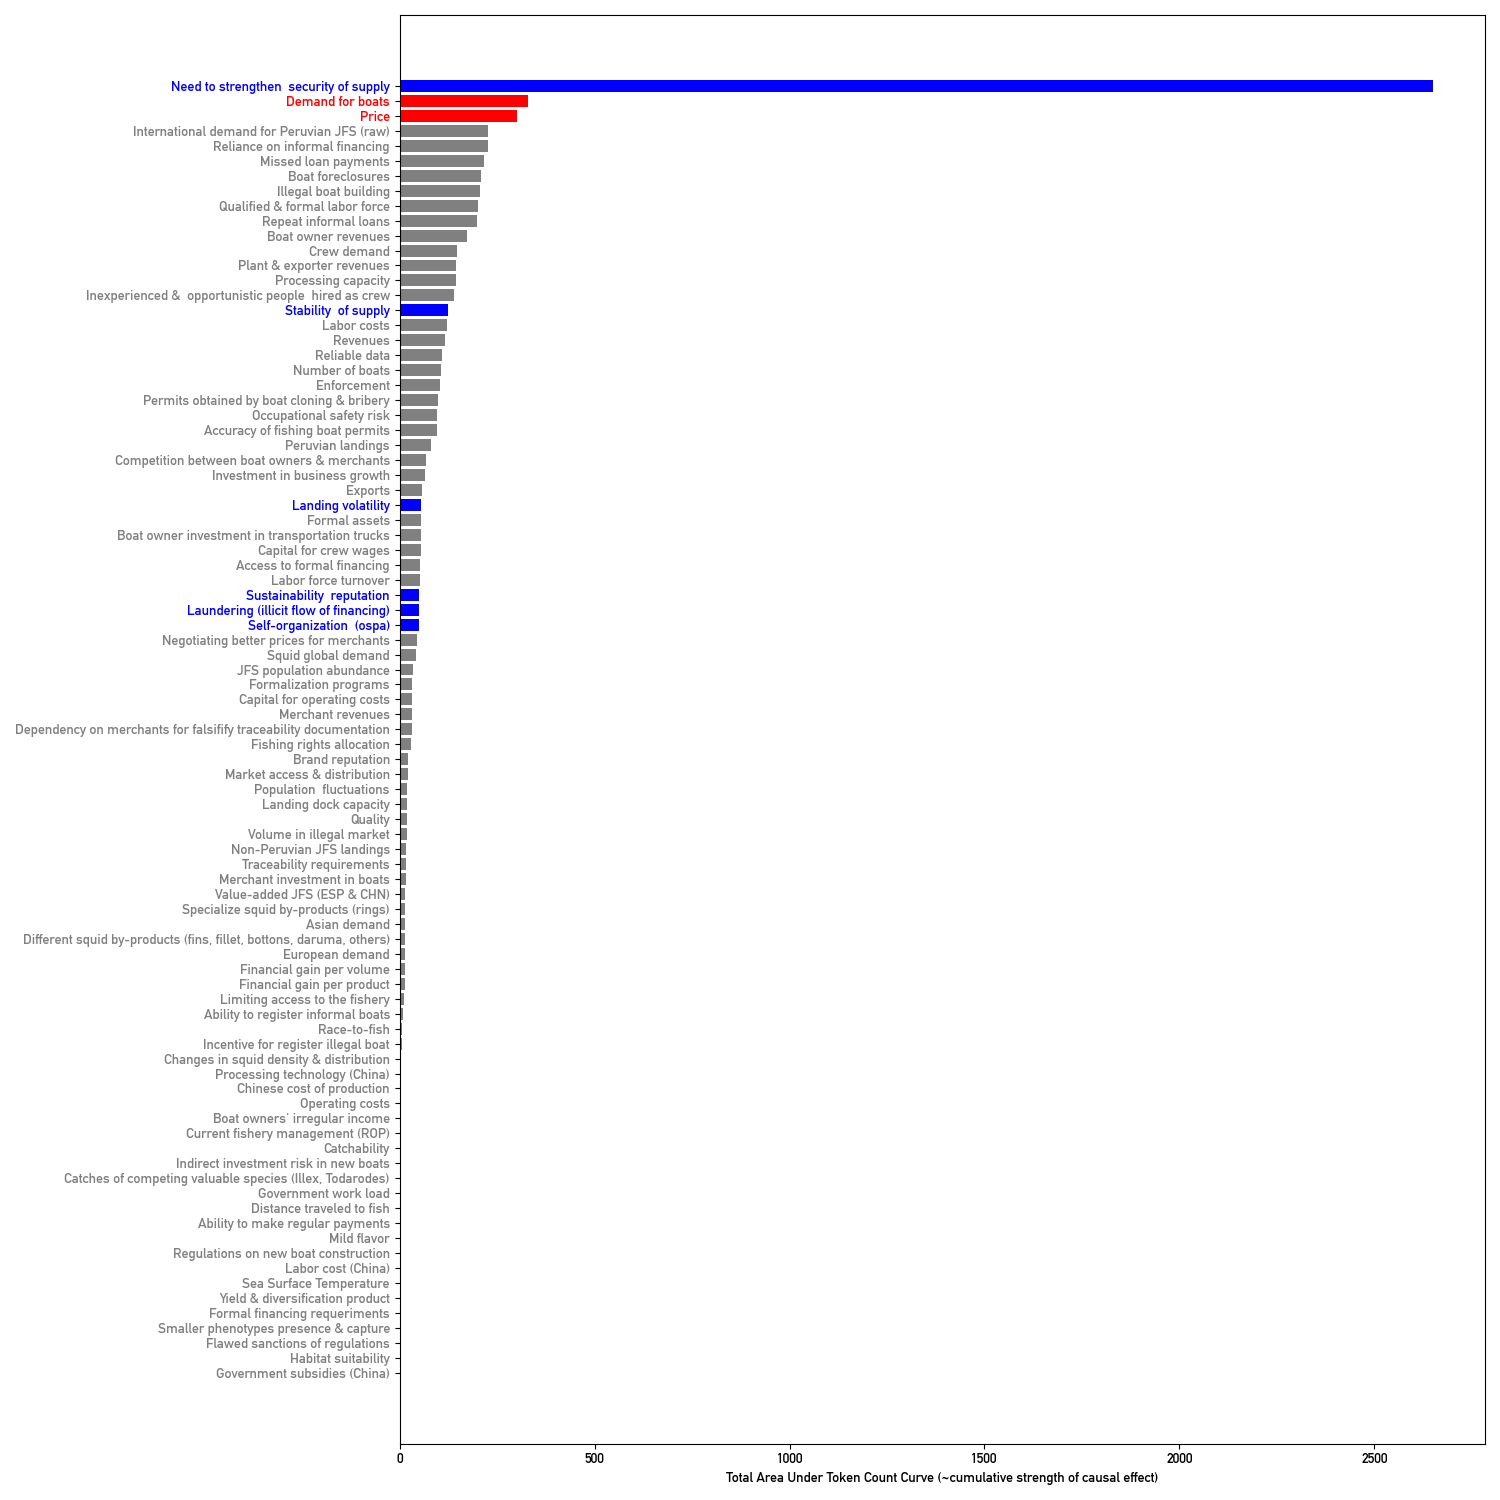 Need to strengthen  security of supply
Demand for boats
Price
International demand for Peruvian JFS (raw)
Reliance on informal financing
Missed loan payments
Boat foreclosures
Illegal boat building
Qualified & formal labor force
Repeat informal loans
Boat owner revenues
Crew demand
Plant & exporter revenues
Processing capacity
Inexperienced &  opportunistic people  hired as crew
Stability  of supply
Labor costs
Revenues
Reliable data
Number of boats
Enforcement
Permits obtained by boat cloning & bribery
Occupational safety risk
Accuracy of fishing boat permits
Peruvian landings
Competition between boat owners & merchants
Investment in business growth
Exports
Landing volatility
Formal assets
Boat owner investment in transportation trucks
Capital for crew wages
Access to formal financing
Labor force turnover
Sustainability  reputation
Laundering (illicit flow of financing)
Self-organization  (ospa)
Negotiating better prices for merchants
Squid global demand
JFS population abundance
Formalization programs
Capital for operating costs
Merchant revenues
Dependency on merchants for falsifify traceability documentation
Fishing rights allocation
Brand reputation
Market access & distribution
Population  fluctuations
Landing dock capacity
Quality
Volume in illegal market
Non-Peruvian JFS landings
Traceability requirements
Merchant investment in boats
Value-added JFS (ESP & CHN)
Specialize squid by-products (rings)
Asian demand
Different squid by-products (fins, fillet, bottons, daruma, others)
European demand
Financial gain per volume
Financial gain per product
Limiting access to the fishery
Ability to register informal boats
Race-to-fish
Incentive for register illegal boat
Changes in squid density & distribution
Processing technology (China)
Chinese cost of production
Operating costs
Boat owners' irregular income
Current fishery management (ROP)
Catchability
Indirect investment risk in new boats
Catches of competing valuable species (Illex, Todarodes)
Government work load
Distance traveled to fish
Ability to make regular payments
Mild flavor
Regulations on new boat construction
Labor cost (China)
Sea Surface Temperature
Yield & diversification product
Formal financing requeriments
Smaller phenotypes presence & capture
Flawed sanctions of regulations
Habitat suitability
Government subsidies (China)
0 500 1000 1500 2000 2500
Total Area Under Token Count Curve (~cumulative strength of causal effect)